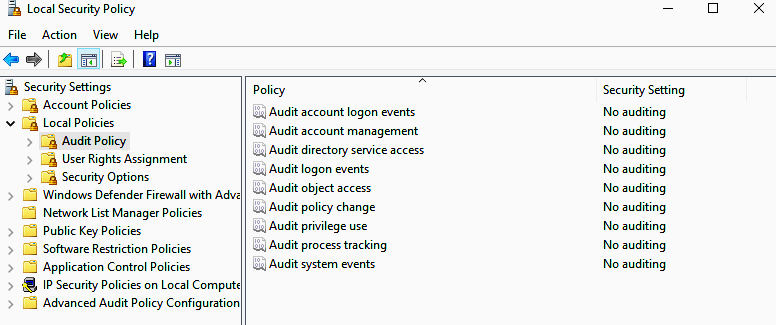 Local Security Policy
File Action View Help
Security Settings
Account Policies
Local Policies
Audit Policy
User Rights Assignment
Security Options
Windows Defender Firewall with Adva
Network List Manager Policies
Public Key Policies
Software Restriction Policies
Application Control Policies
IP Security Policies on Local Compute
Advanced Audit Policy Configuration
Policy Security Setting
Audit account logon events No auditing
Audit account management No auditing
Audit directory service access No auditing
Audit logon events No auditing
Audit object access No auditing
Audit policy change No auditing
Audit privilege use No auditing
Audit process tracking No auditing
Audit system events No auditing